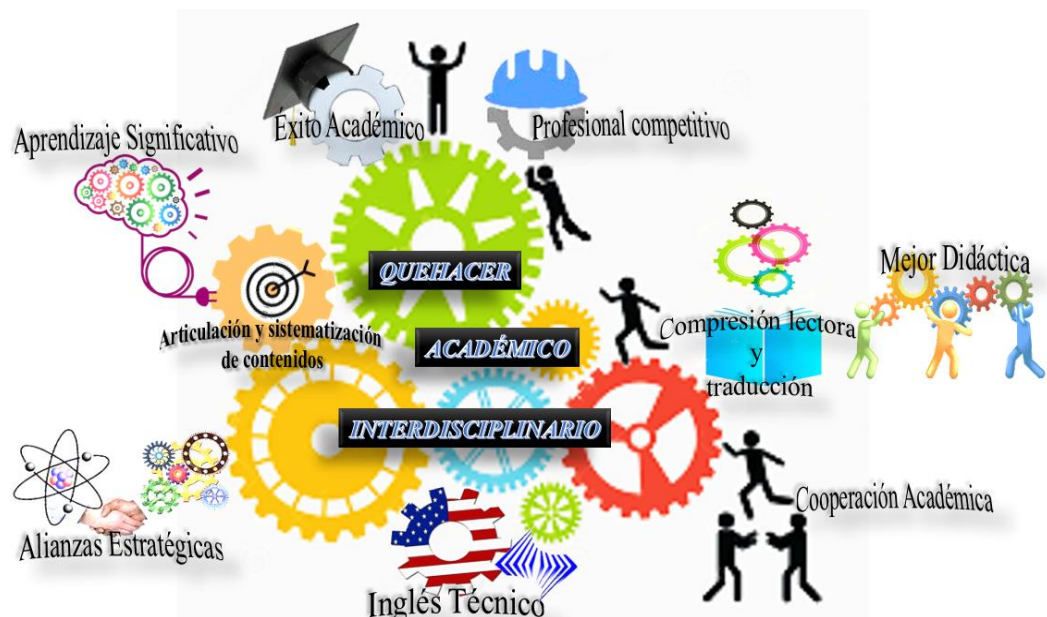 Éxito Académico
Profesional competitivo
Aprendizaje Significativo
QUEHACER
Mejor Didáctica
Articulación y sistematización
de contenidos
ACADÉMICO
Compresión lectora
y
traducción
INTERDISCIPLINARIO
Cooperación Académica
Alianzas Estratégicas
Inglés Técnico